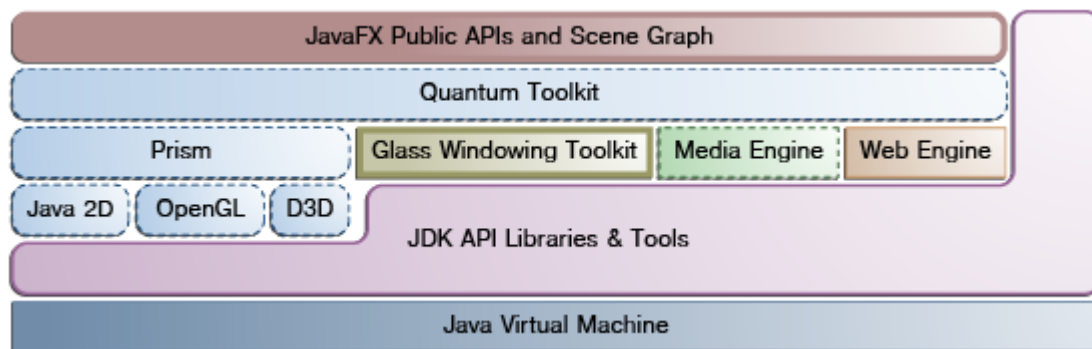 JavaFX Public APIs and Scene Graph
Quantum Toolkit
Prism
Glass Windowing Toolkit
Media Engine
Web Engine
Java 2D
OpenGL
D3D
JDK API Libraries & Tools
Java Virtual Machine